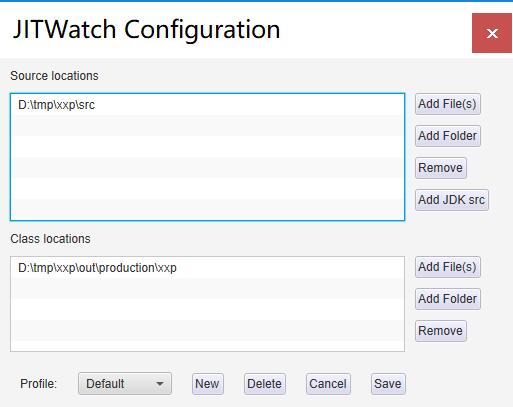 JITWatch Configuration
Source locations
D:\tmp\xxp\src
Add File(s)
Add Folder
Remove
Add JDK src
Class locations
D:\tmp\xxp\out\production\xxp
Add File(s)
Add Folder
Remove
Profile: Default New Delete Cancel Save